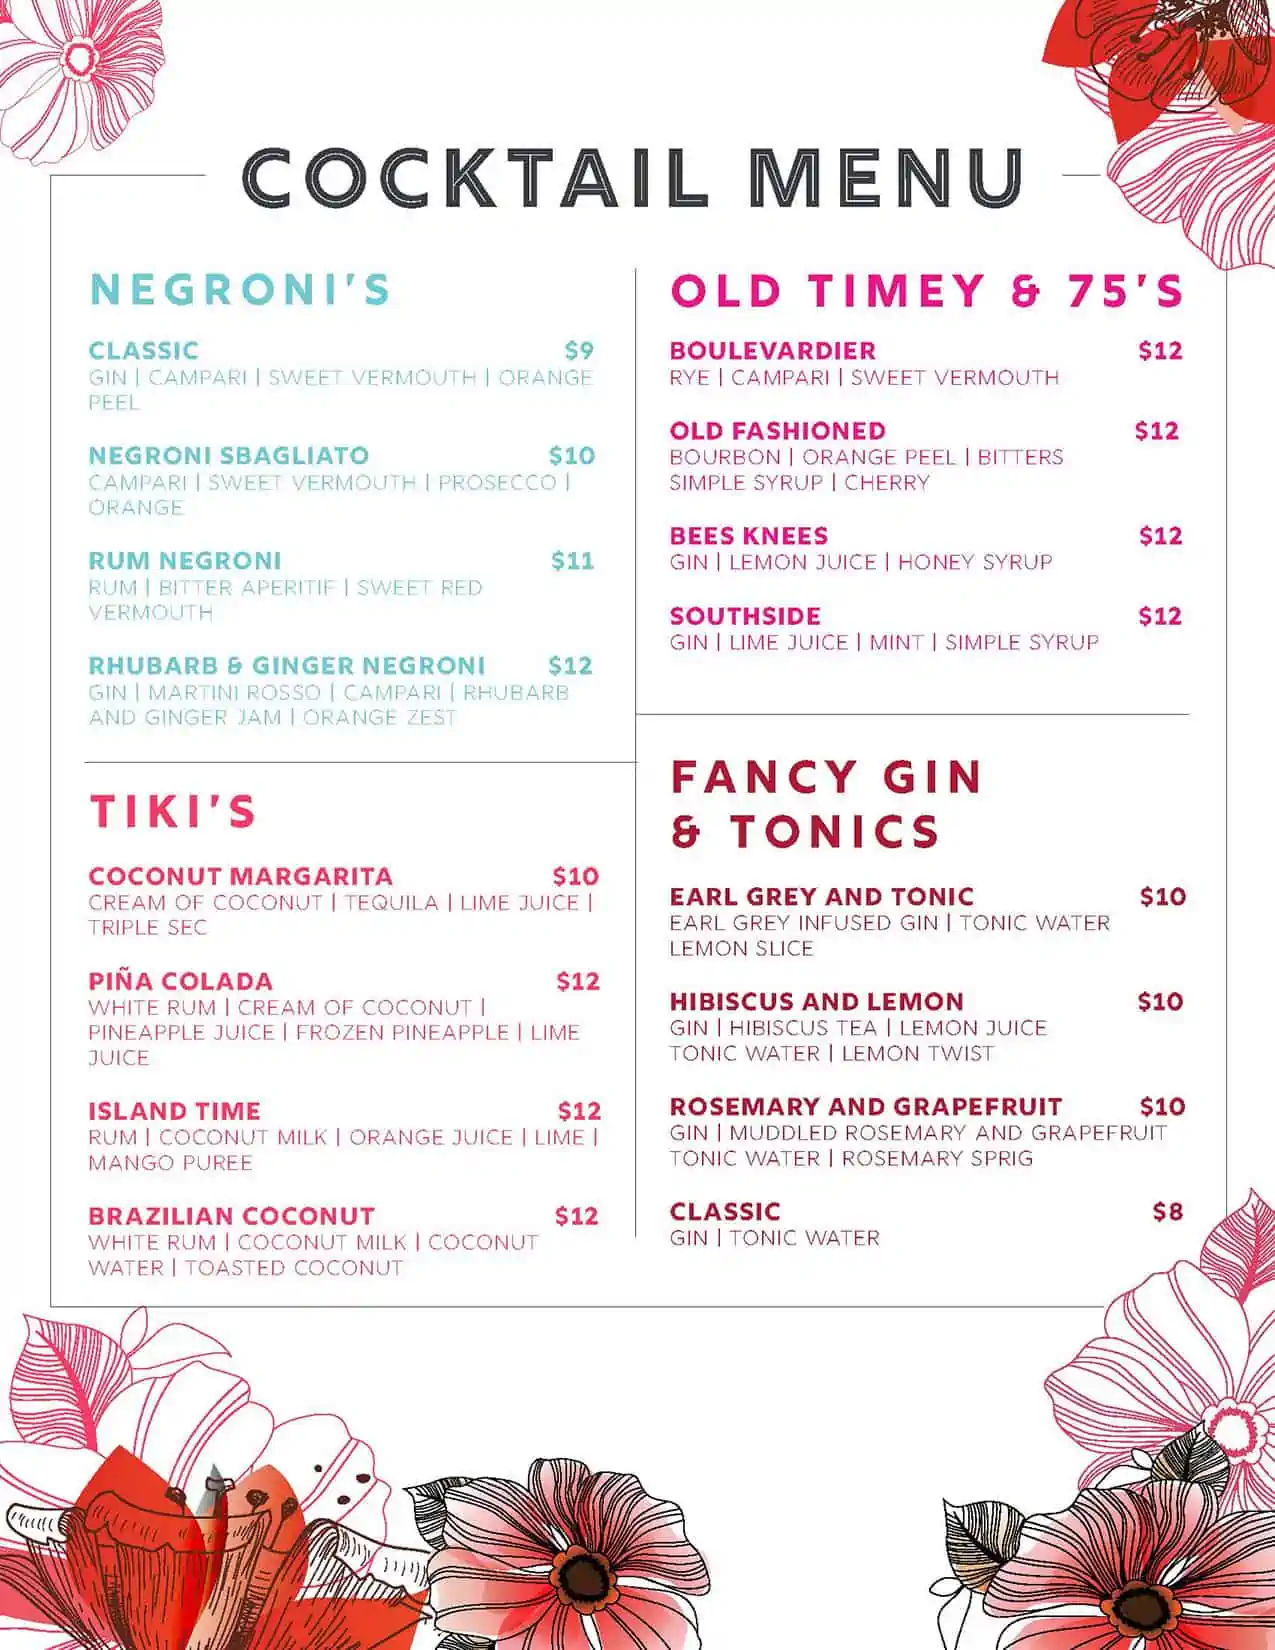 COCKTAIL MENU
NEGRONI'S
CLASSIC $9
GIN | CAMPARI | SWEET VERMOUTH | ORANGE
PEEL
NEGRONI SBAGLIATO $10
CAMPARI | SWEET VERMOUTH | PROSECCO |
ORANGE
RUM NEGRONI $11
RUM | BITTER APERITIF | SWEET RED
VERMOUTH
RHUBARB & GINGER NEGRONI $12
GIN | MARTINI ROSSO | CAMPARI | RHUBARB
AND GINGER JAM | ORANGE ZEST
TIKI'S
COCONUT MARGARITA $10
CREAM OF COCONUT | TEQUILA | LIME JUICE |
TRIPLE SEC
PIÑA COLADA $12
WHITE RUM | CREAM OF COCONUT |
PINEAPPLE JUICE | FROZEN PINEAPPLE | LIME
JUICE
ISLAND TIME $12
RUM | COCONUT MILK | ORANGE JUICE | LIME |
MANGO PUREE
BRAZILIAN COCONUT $12
WHITE RUM | COCONUT MILK | COCONUT
WATER | TOASTED COCONUT
OLD TIMEY & 75'S
BOULEVARDIER $12
RYE | CAMPARI | SWEET VERMOUTH
OLD FASHIONED $12
BOURBON | ORANGE PEEL | BITTERS
SIMPLE SYRUP | CHERRY
BEES KNEES $12
GIN | LEMON JUICE | HONEY SYRUP
SOUTHSIDE $12
GIN | LIME JUICE | MINT | SIMPLE SYRUP
FANCY GIN
& TONICS
EARL GREY AND TONIC $10
EARL GREY INFUSED GIN | TONIC WATER
LEMON SLICE
HIBISCUS AND LEMON $10
GIN | HIBISCUS TEA | LEMON JUICE
TONIC WATER | LEMON TWIST
ROSEMARY AND GRAPEFRUIT $10
GIN | MUDDLED ROSEMARY AND GRAPEFRUIT
TONIC WATER | ROSEMARY SPRIG
CLASSIC $8
GIN | TONIC WATER